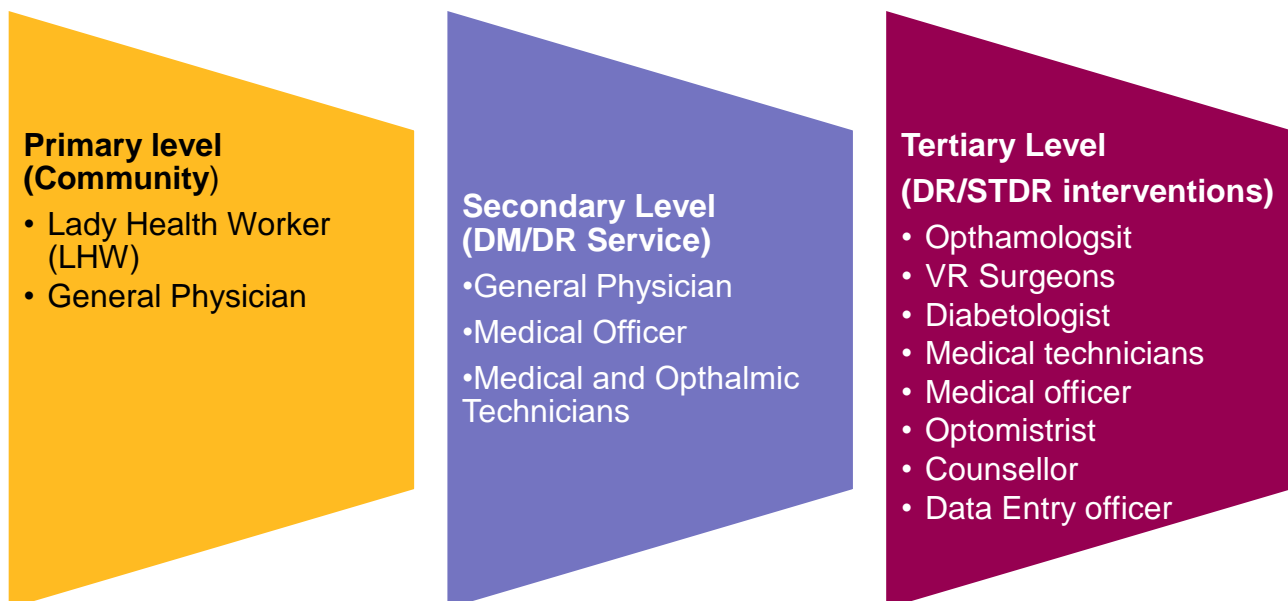 Primary level
(Community)
• Lady Health Worker
(LHW)
• General Physician
Secondary Level
(DM/DR Service)
•General Physician
•Medical Officer
•Medical and Opthalmic
Technicians
Tertiary Level
(DR/STDR interventions)
• Opthamologsit
• VR Surgeons
• Diabetologist
• Medical technicians
• Medical officer
• Optomistrist
• Counsellor
• Data Entry officer